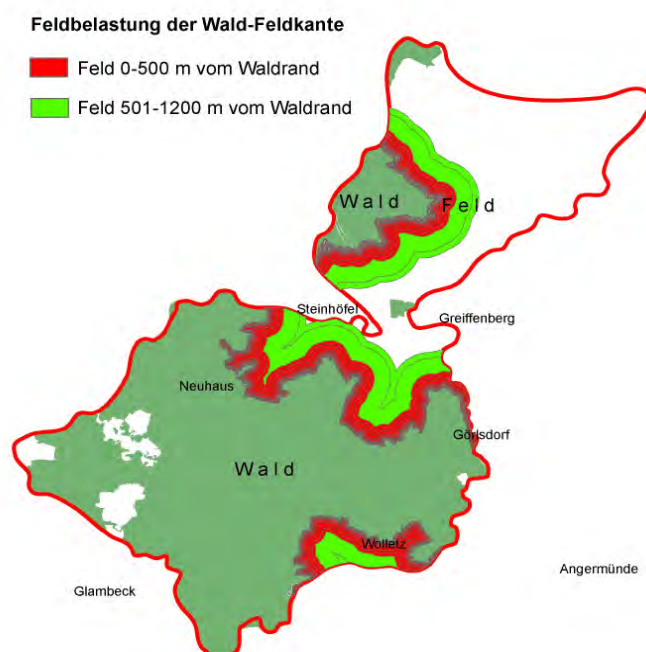 Feldbelastung der Wald-Feldkante
Feld 0-500 m vom Waldrand
Feld 501-1200 m vom Waldrand
Wald
Feld
Steinhöfel
Greiffenberg
Neuhaus
Görlsdorf
Wald
Wolletz
Angermünde
Glambeck